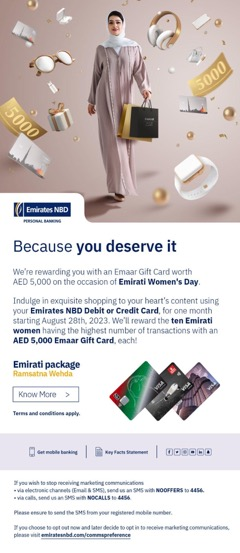 5000
5000
Emirates NBD
PERSONAL BANKING
Because you deserve it
We're rewarding you with an Emaar Gift Card worth
AED 5,000 on the occasion of Emirati Women's Day.
Indulge in exquisite shopping to your heart's content using
your Emirates NBD Debit or Credit Card, for one month
starting August 28th, 2023. We'll reward the ten Emirati
women having the highest number of transactions with an
AED 5,000 Emaar Gift Card, each!
Emirati package
Ramsatna Wehda
Know More >
VISA
VISA
Terms and conditions apply.
Get mobile banking
Key Facts Statement
If you wish to stop receiving marketing communications
• via electronic channels (Email & SMS), send us an SMS with NOOFFERS to 4456.
• via calls, send us an SMS with NOCALLS to 4456.
Please ensure to send the SMS from your registered mobile number.
If you choose to opt out now and later decide to opt in to receive marketing communications,
please visit emiratesnbd.com/commspreference